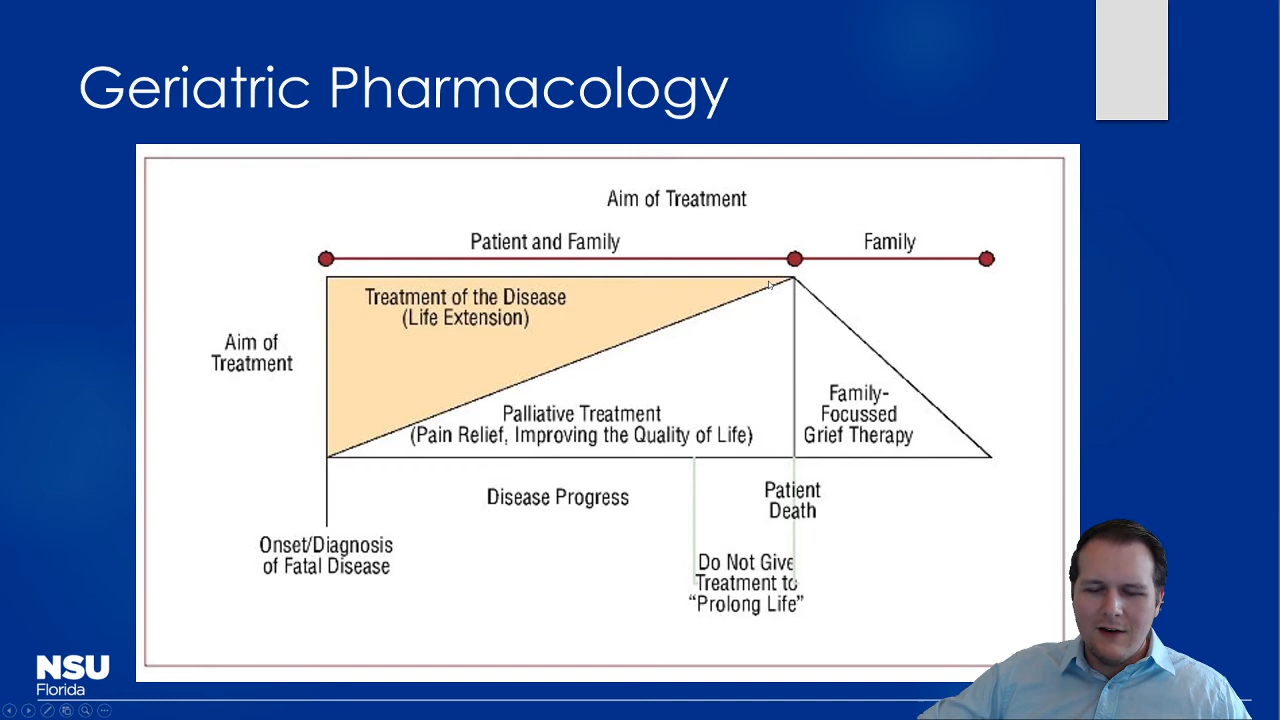 Geriatric Pharmacology
Aim of Treatment
Patient and Family
Family
Treatment of the Disease
(Life Extension)
Aim of
Treatment
Palliative Treatment
(Pain Relief, Improving the Quality of Life)
Family-
Focussed
Grief Therapy
Disease Progress
Patient
Death
Onset/Diagnosis
of Fatal Disease
Do Not Give
Treatment to
“Prolong Life”
NSU
Florida